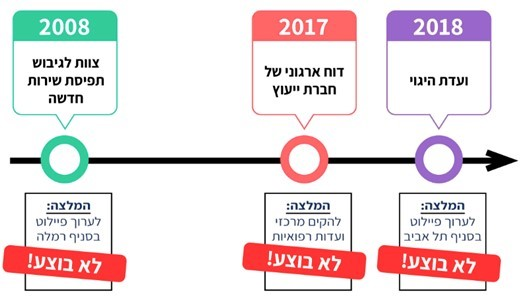 2008
צוות לגיבוש
תפיסת שירות
חדשה
המלצה:
לערוך פיילוט
בסניף רמלה
לא בוצע!
2017
דוח ארגוני של
חברת ייעוץ
המלצה:
להקים מרכזי
ועדות רפואיות
לא בוצע!
2018
ועדת היגוי
המלצה:
לערוך פיילוט
בסניף תל אביב
לא בוצע!